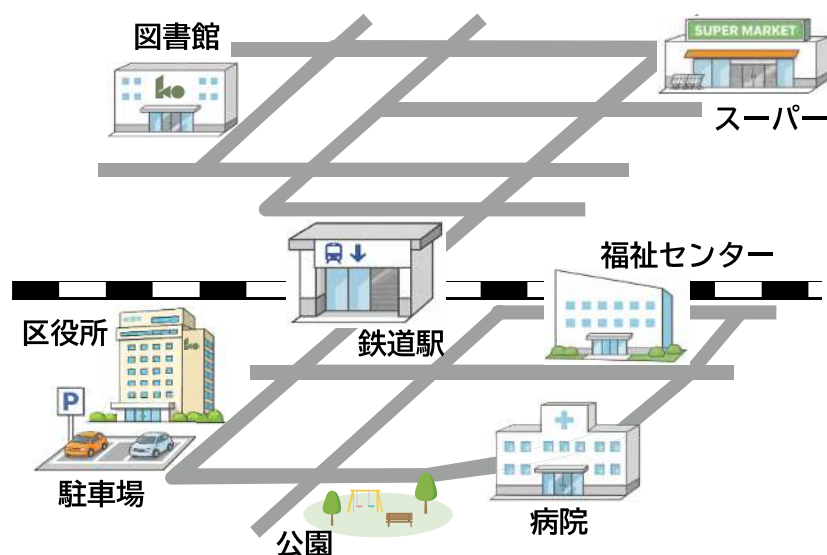 図書館
SUPER MARKET
スーパー
福祉センター
区役所
鉄道駅
P
駐車場
公園
病院